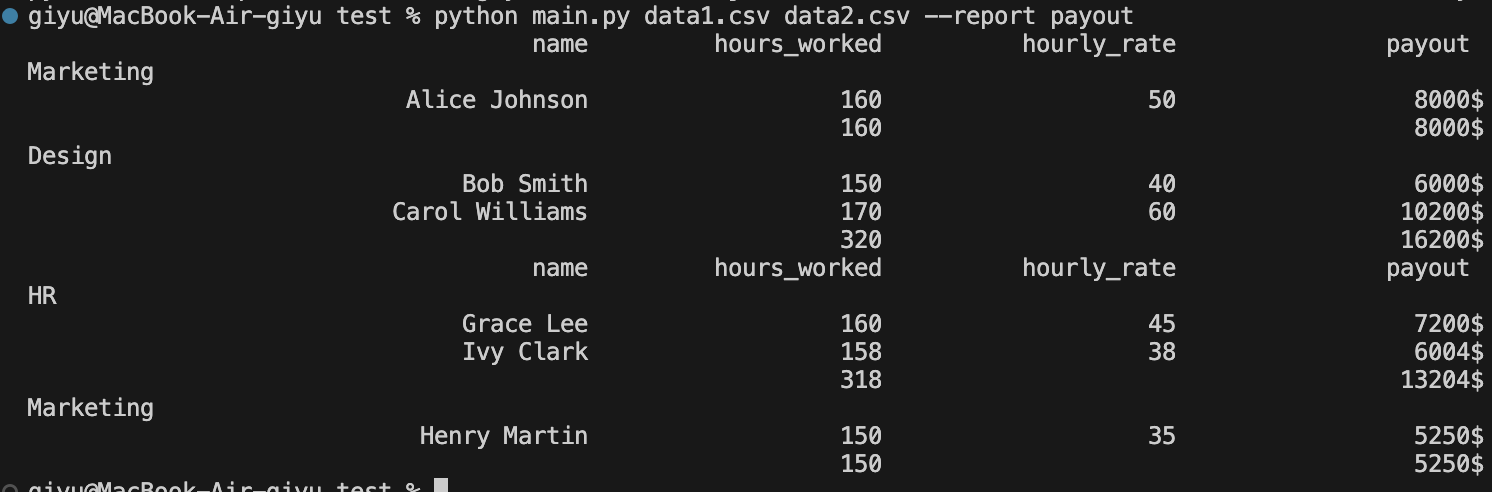 giyu@MacBook-Air-giyu test % python main.py data1.csv data2.csv --report payout
name hours_worked hourly_rate payout
Marketing
Alice Johnson 160 50 8000$
160 8000$
Design
Bob Smith 150 40 6000$
Carol Williams 170 60 10200$
320 16200$
name hours_worked hourly_rate payout
HR
Grace Lee 160 45 7200$
Ivy Clark 158 38 6004$
318 13204$
Marketing
Henry Martin 150 35 5250$
150 5250$
giyu@MacBook-Air-giyu test %